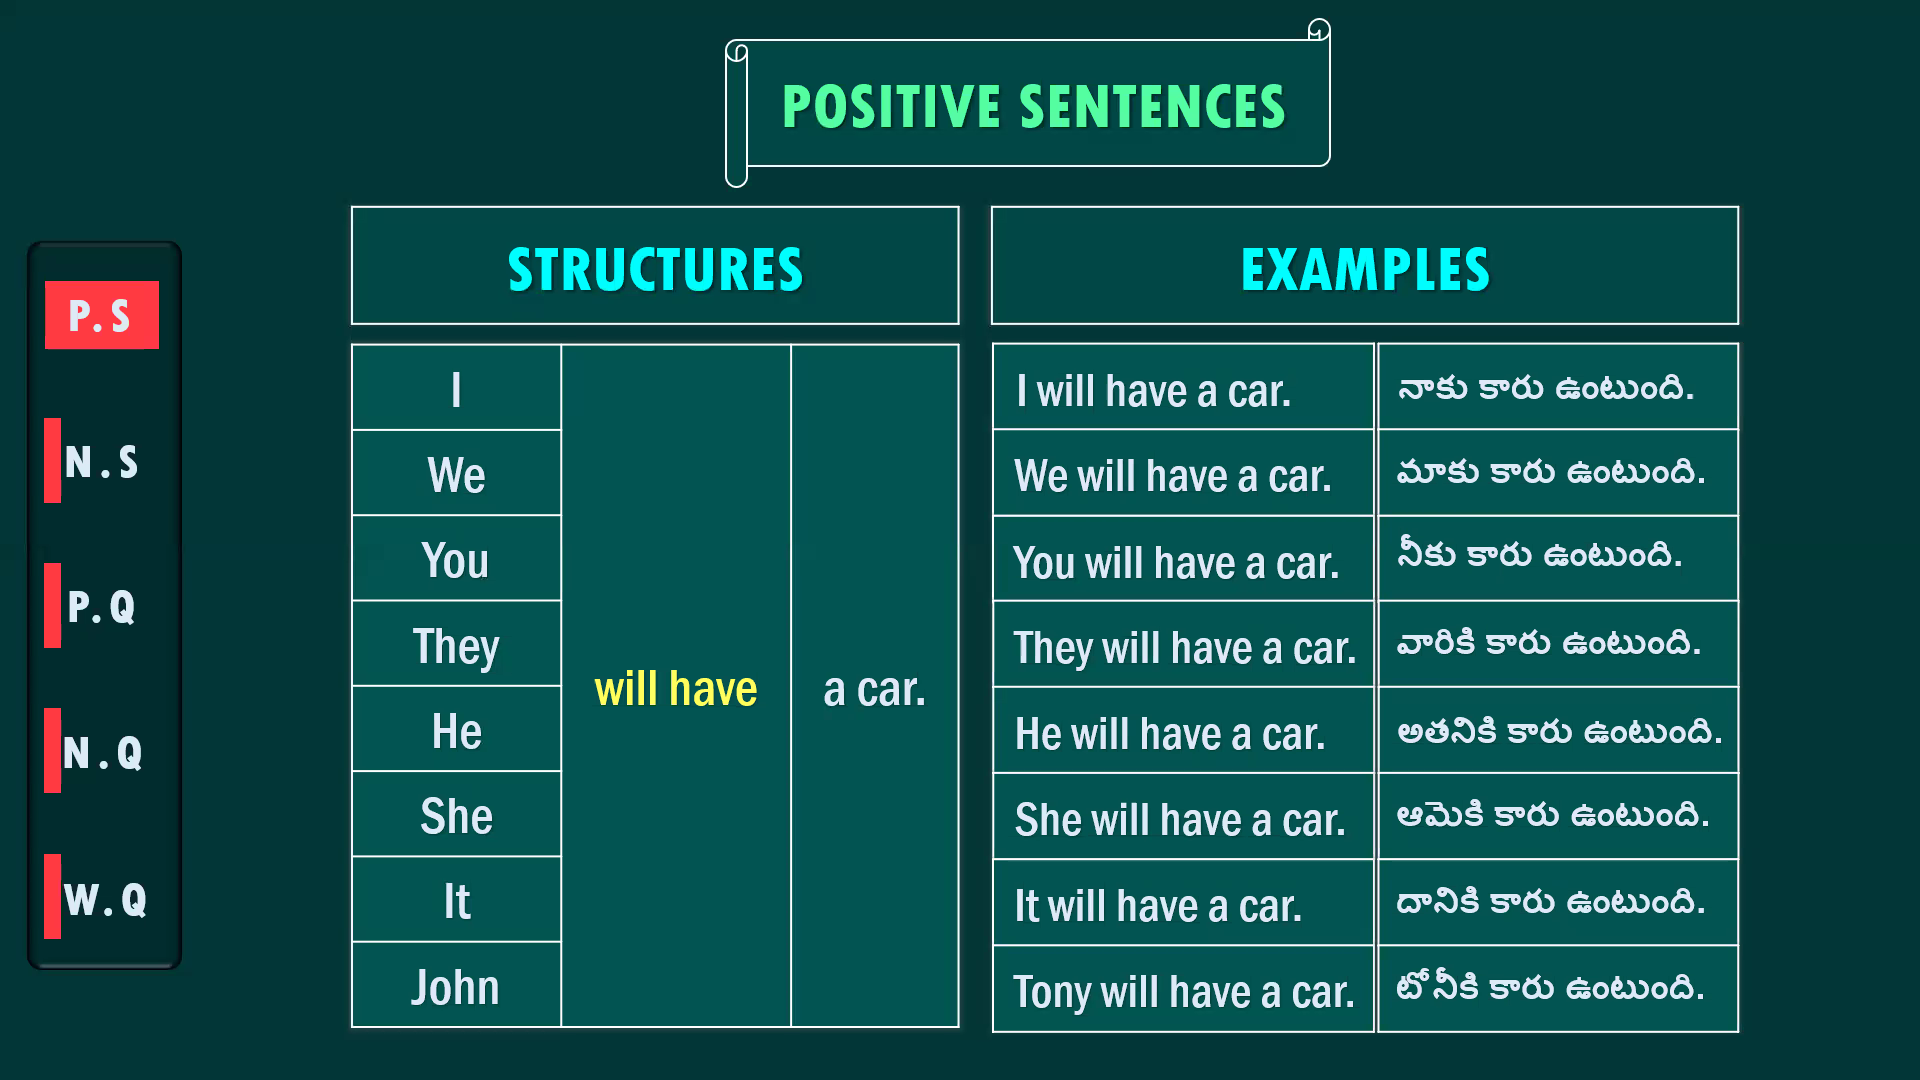 POSITIVE SENTENCES
P.S
N.S
P.Q
N.Q
W.Q
STRUCTURES
I
We
You
They
He
She
It
John
will have
a car.
EXAMPLES
I will have a car. నాకు కారు ఉంటుంది.
We will have a car. మాకు కారు ఉంటుంది.
You will have a car. నీకు కారు ఉంటుంది.
They will have a car. వారికి కారు ఉంటుంది.
He will have a car. అతనికి కారు ఉంటుంది.
She will have a car. ఆమెకి కారు ఉంటుంది.
It will have a car. దానికి కారు ఉంటుంది.
Tony will have a car. టోనీకి కారు ఉంటుంది.